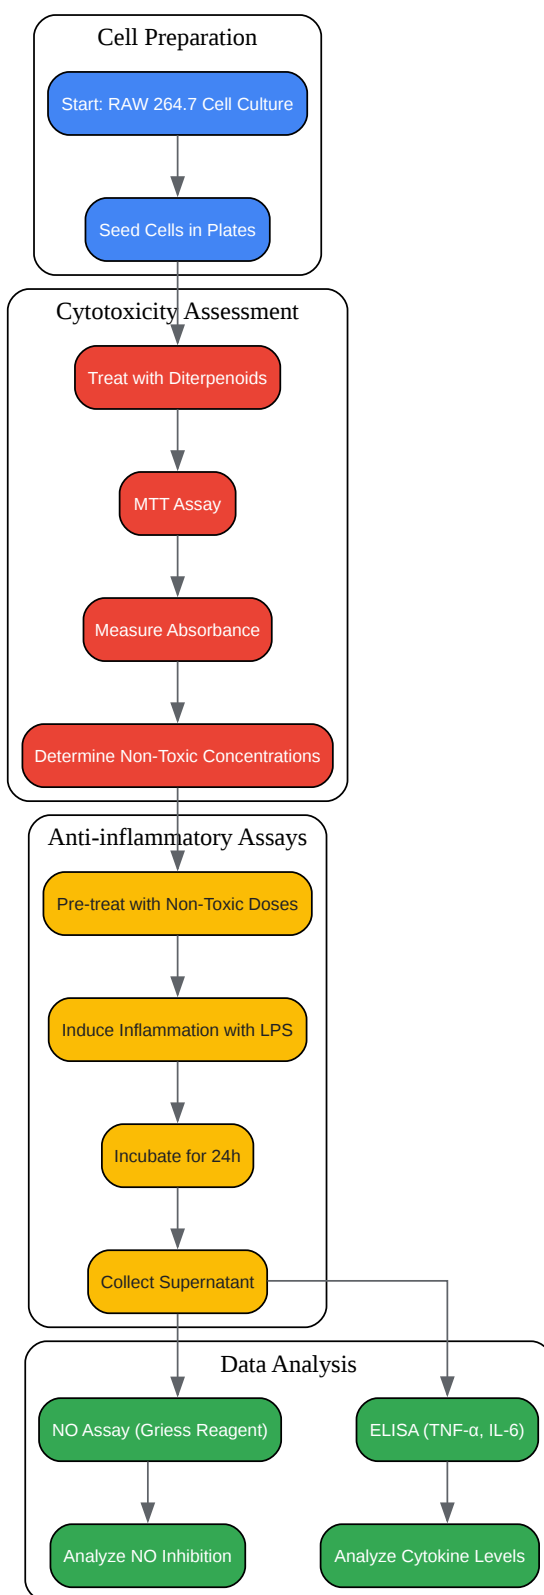 Cell Preparation
Start: RAW 264.7 Cell Culture
Seed Cells in Plates
Cytotoxicity Assessment
Treat with Diterpenoids
MTT Assay
Measure Absorbance
Determine Non-Toxic Concentrations
Anti-inflammatory Assays
Pre-treat with Non-Toxic Doses
Induce Inflammation with LPS
Incubate for 24h
Collect Supernatant
Data Analysis
NO Assay (Griess Reagent)
ELISA (TNF-α, IL-6)
Analyze NO Inhibition
Analyze Cytokine Levels